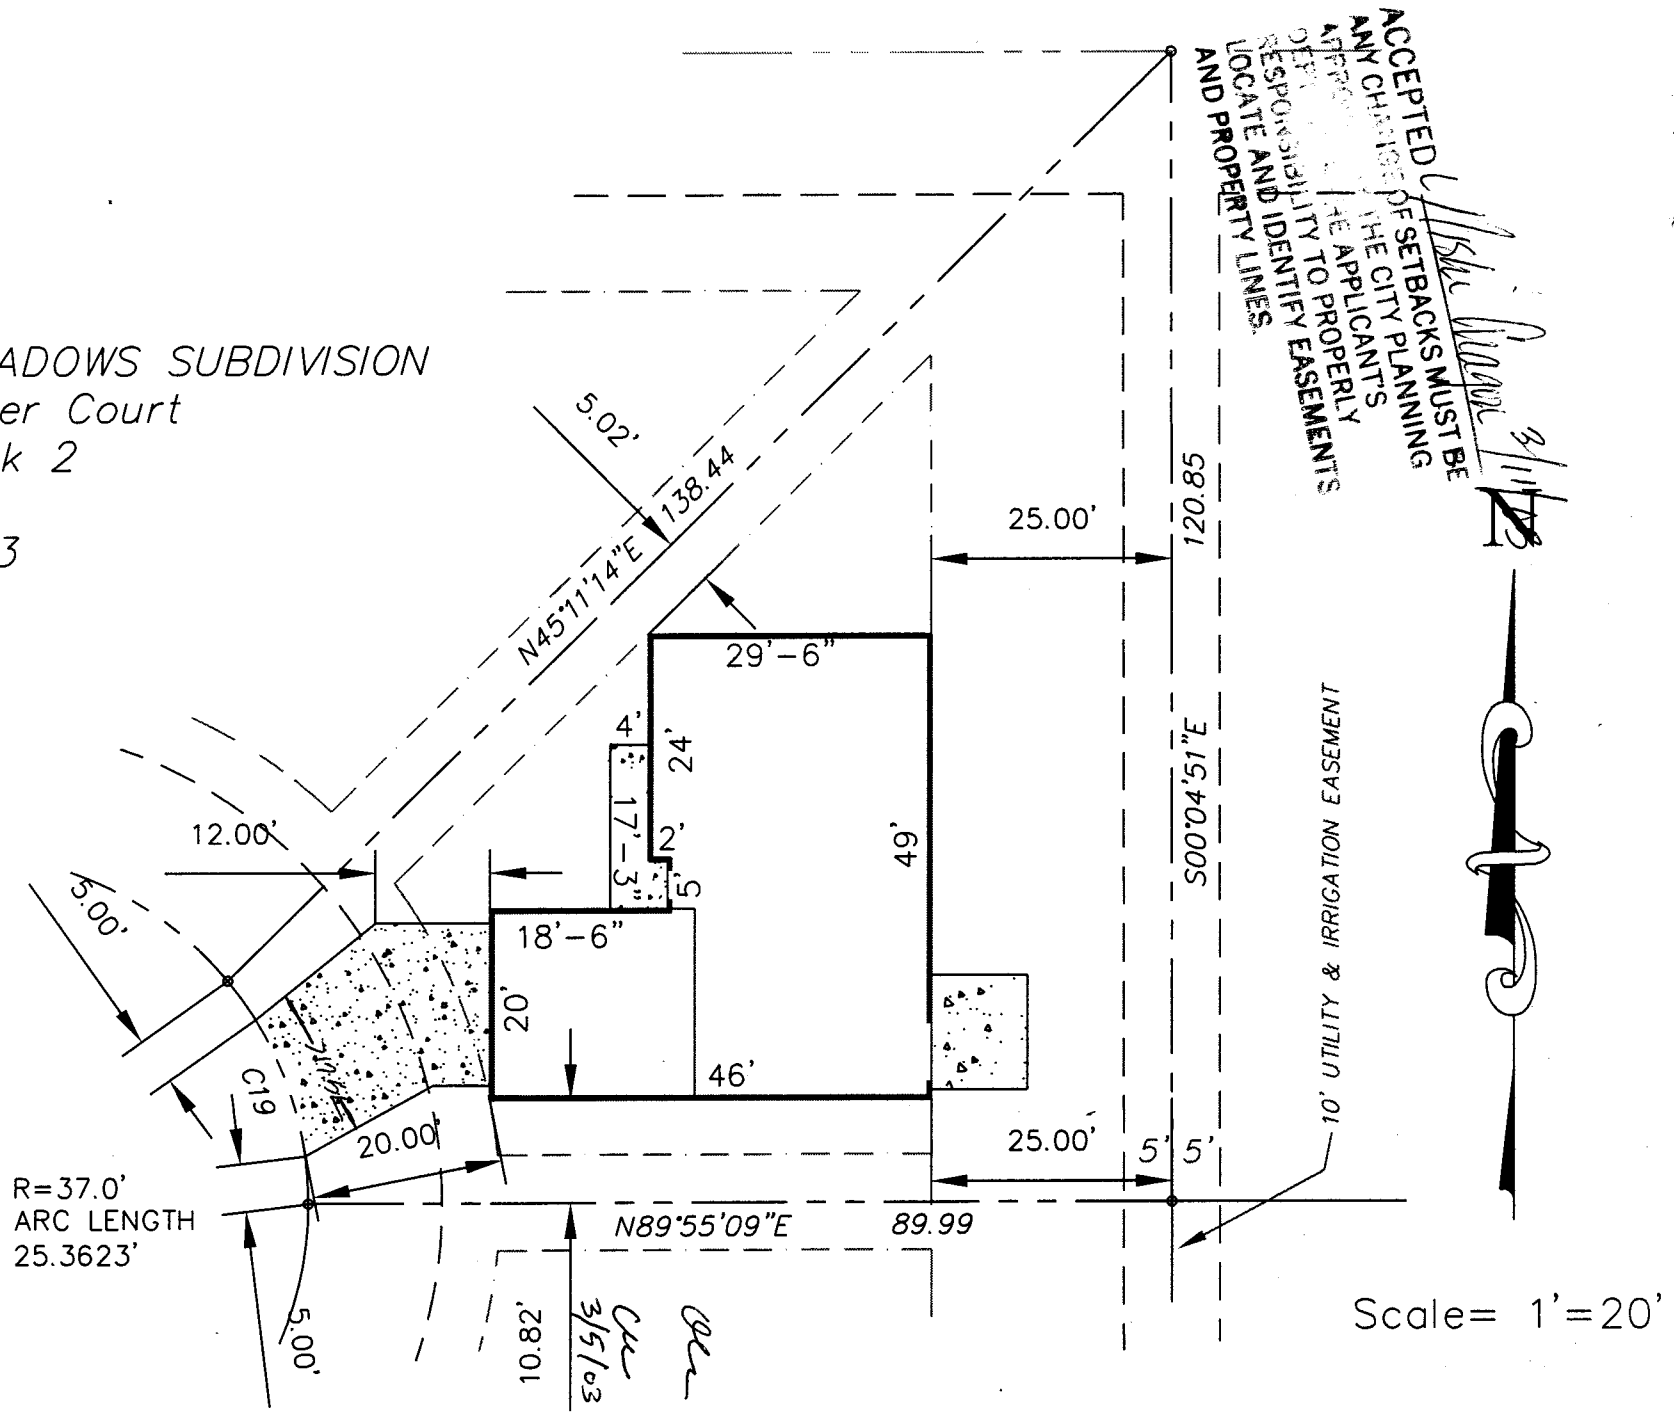 ADOWS SUBDIVISION
er Court
k 2
3
ACCEPTED
ANY CHANGE OF SETBACKS MUST BE
THE CITY PLANNING
THE APPLICANT'S
RESPONSIBILITY TO PROPERLY
LOCATE AND IDENTIFY EASEMENTS
AND PROPERTY LINES.
5.02'
N45°11'14"E 138.44
25.00'
120.85
S00°04'51"E
N
29'-6"
4'
24'
17'-3"
2'
5'
49'
12.00'
5.00'
18'-6"
20'
46'
C19
20.00'
25.00'
5' 5'
10' UTILITY & IRRIGATION EASEMENT
R=37.0'
ARC LENGTH
25.3623'
N89°55'09"E 89.99
5.00'
10.82'
3/5/03
Scale= 1'=20'